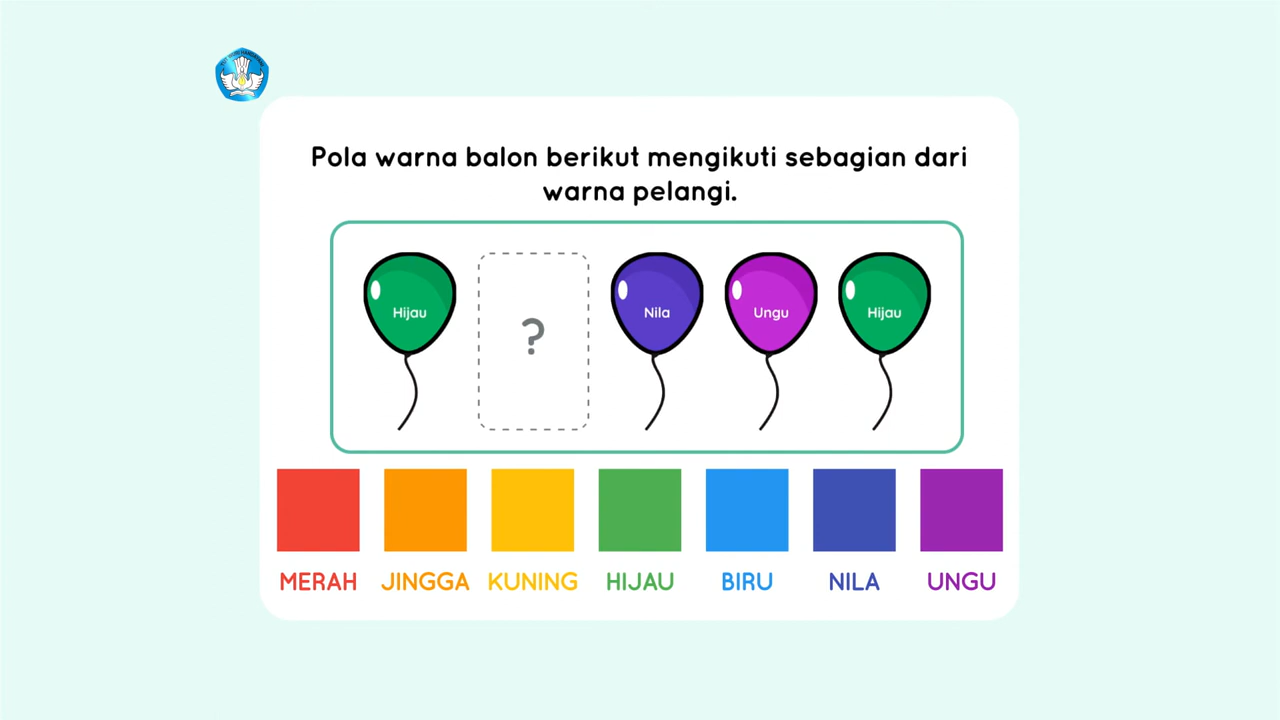 Pola warna balon berikut mengikuti sebagian dari
warna pelangi.
Hijau
?
Nila
Ungu
Hijau
MERAH
JINGGA
KUNING
HIJAU
BIRU
NILA
UNGU